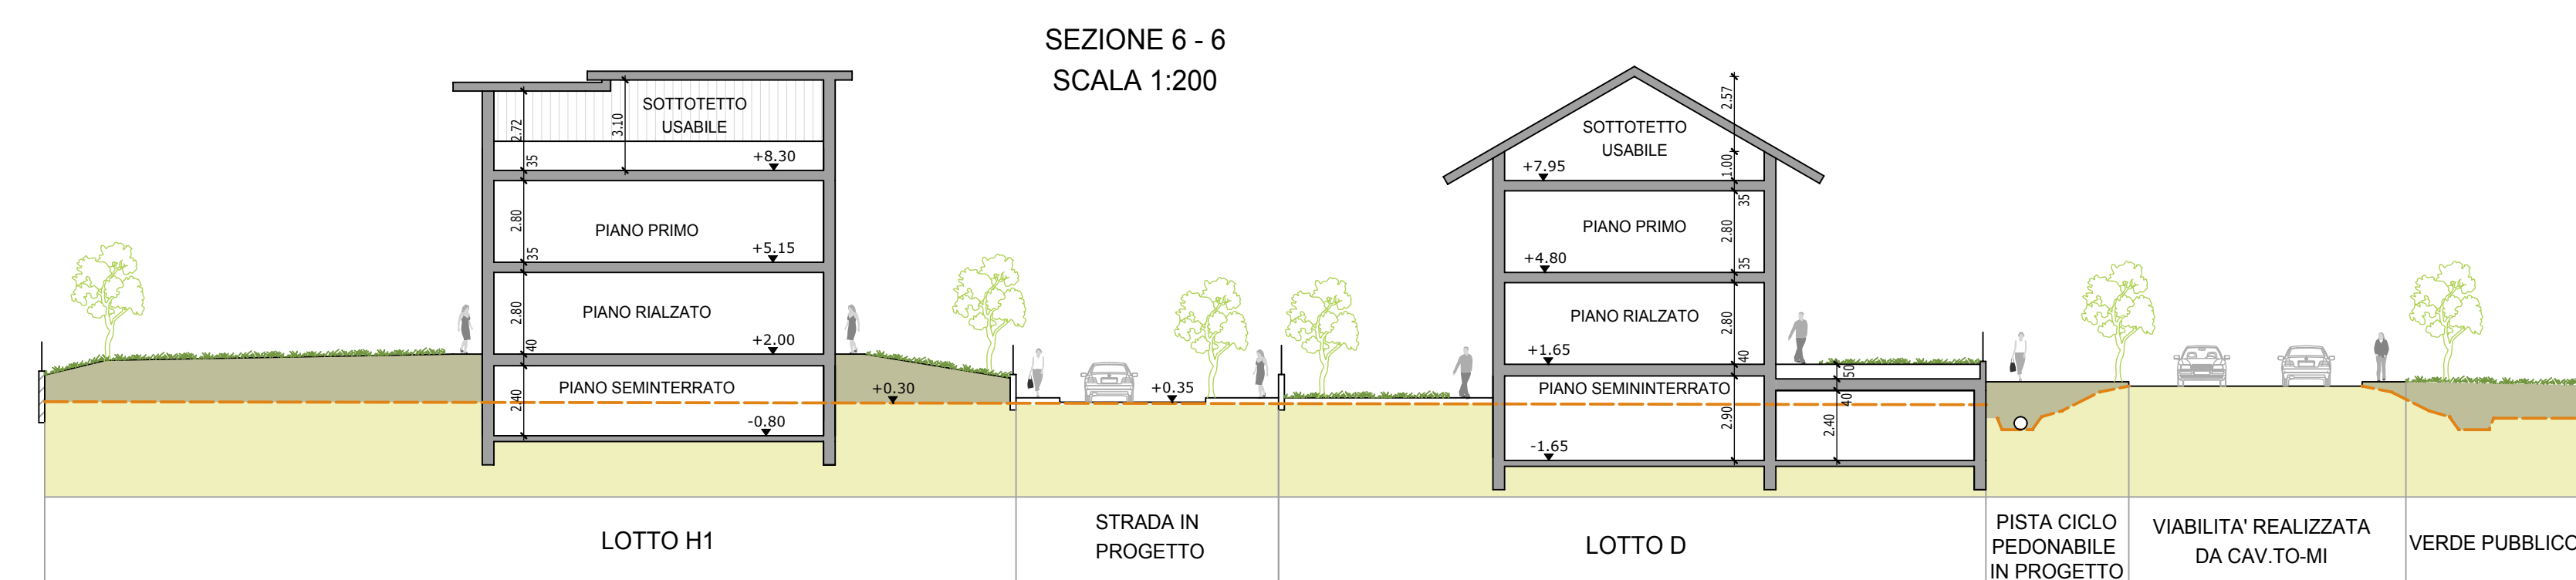 SEZIONE 6 - 6
SCALA 1:200
SOTTOTETTO
USABILE
2.72
3.10
35
+8.30
2.80
PIANO PRIMO
35
+5.15
2.80
PIANO RIALZATO
40
+2.00
PIANO SEMINTERRATO
2.40
-0.80
+0.30
+0.35
SOTTOTETTO
USABILE
2.57
1.00
+7.95
35
PIANO PRIMO
2.80
+4.80
35
PIANO RIALZATO
2.80
+1.65
40
PIANO SEMININTERRATO
50
40
2.90
2.40
-1.65
LOTTO H1
STRADA IN
PROGETTO
LOTTO D
PISTA CICLO
PEDONABILE
IN PROGETTO
VIABILITA' REALIZZATA
DA CAV.TO-MI
VERDE PUBBLICO